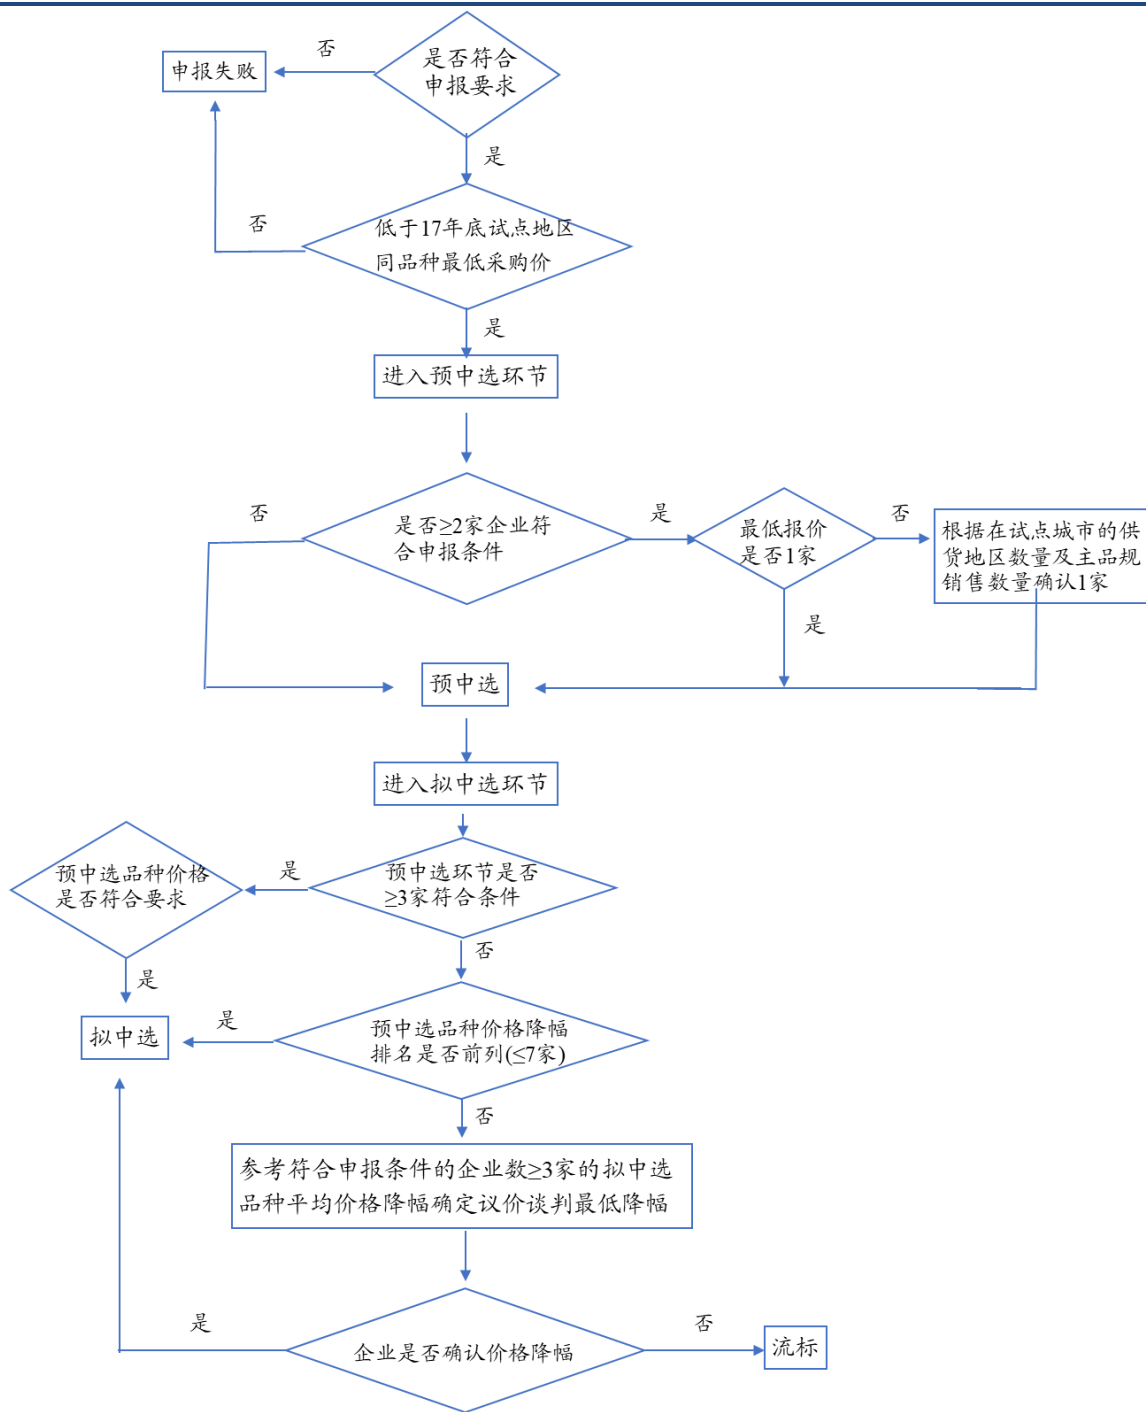 否
是否符合
申报要求
申报失败
是
否
低于17年底试点地区
同品种最低采购价
是
进入预中选环节
否
是否≥2家企业符
合申报条件
是
最低报价
是否1家
否
根据在试点城市的供
货地区数量及主品规
销售数量确认1家
是
预中选
进入拟中选环节
预中选品种价格
是否符合要求
是
预中选环节是否
≥3家符合条件
否
是
拟中选
是
预中选品种价格降幅
排名是否前列(≤7家)
否
参考符合申报条件的企业数≥3家的拟中选
品种平均价格降幅确定议价谈判最低降幅
是
企业是否确认价格降幅
否
流标